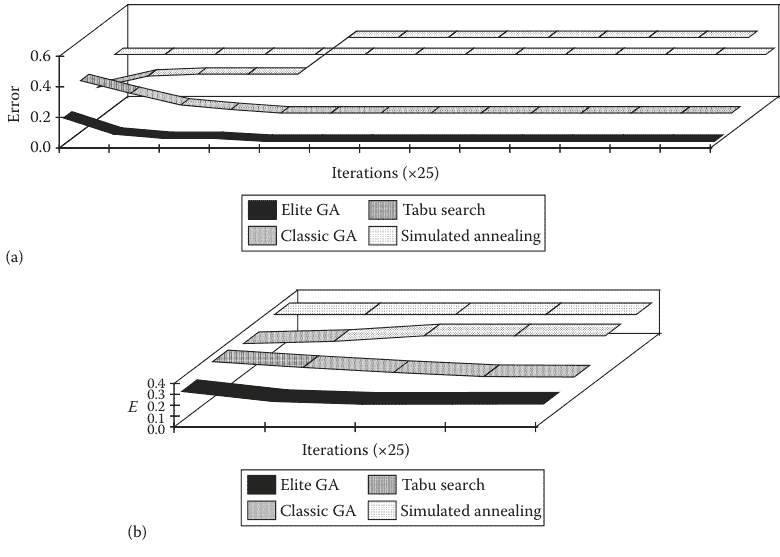 0.6
0.4
0.2
0.0
Error
Iterations (×25)
Elite GA
Tabu search
Classic GA
Simulated annealing
(a)
0.4
0.3
0.2
0.1
0.0
E
Iterations (×25)
Elite GA
Tabu search
Classic GA
Simulated annealing
(b)